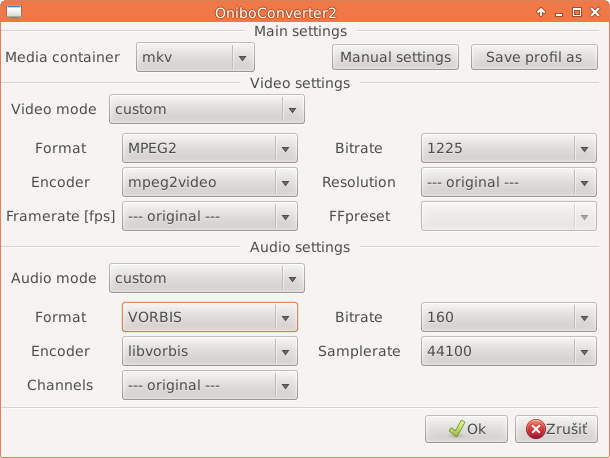 OniboConverter2
Main settings
Media container mkv Manual settings Save profil as
Video settings
Video mode custom
Format MPEG2 Bitrate 1225
Encoder mpeg2video Resolution --- original ---
Framerate [fps] --- original --- FFpreset
Audio settings
Audio mode custom
Format VORBIS Bitrate 160
Encoder libvorbis Samplerate 44100
Channels --- original ---
Ok Zrušiť